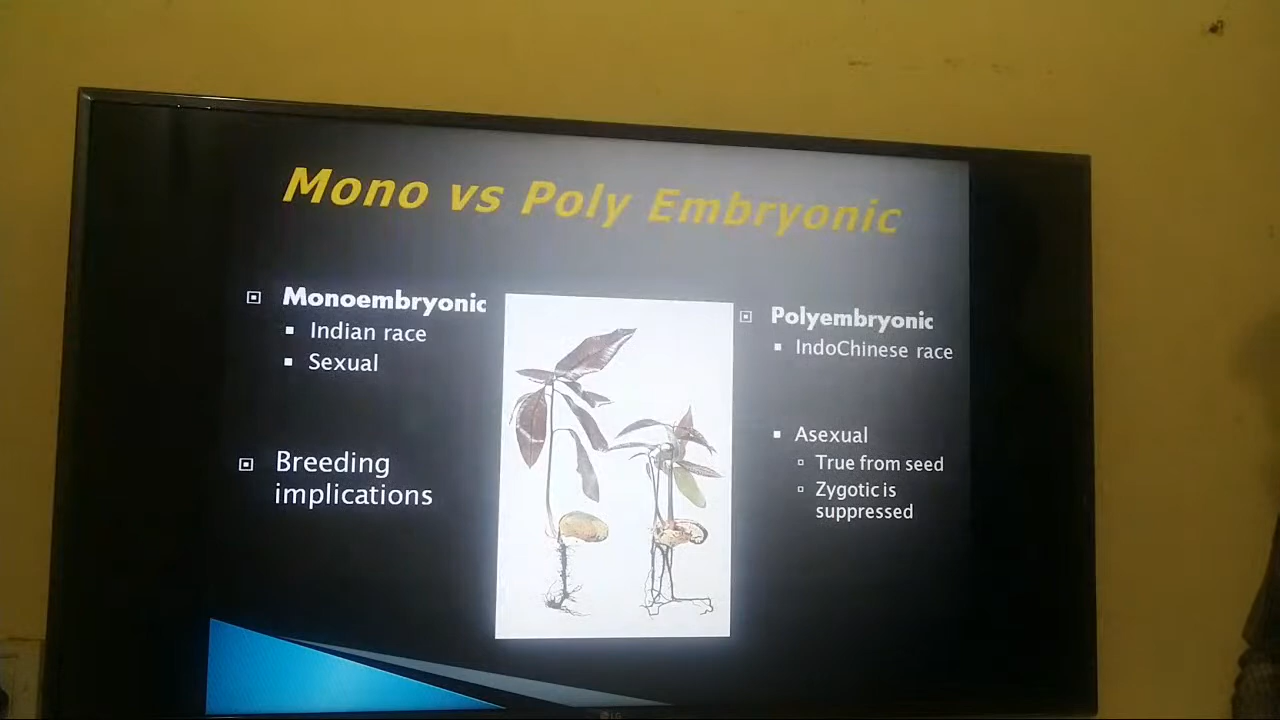 Mono vs Poly Embryonic
Monoembryonic
Indian race
Sexual
Breeding
implications
Polyembryonic
IndoChinese race
Asexual
True from seed
Zygotic is
suppressed
LG